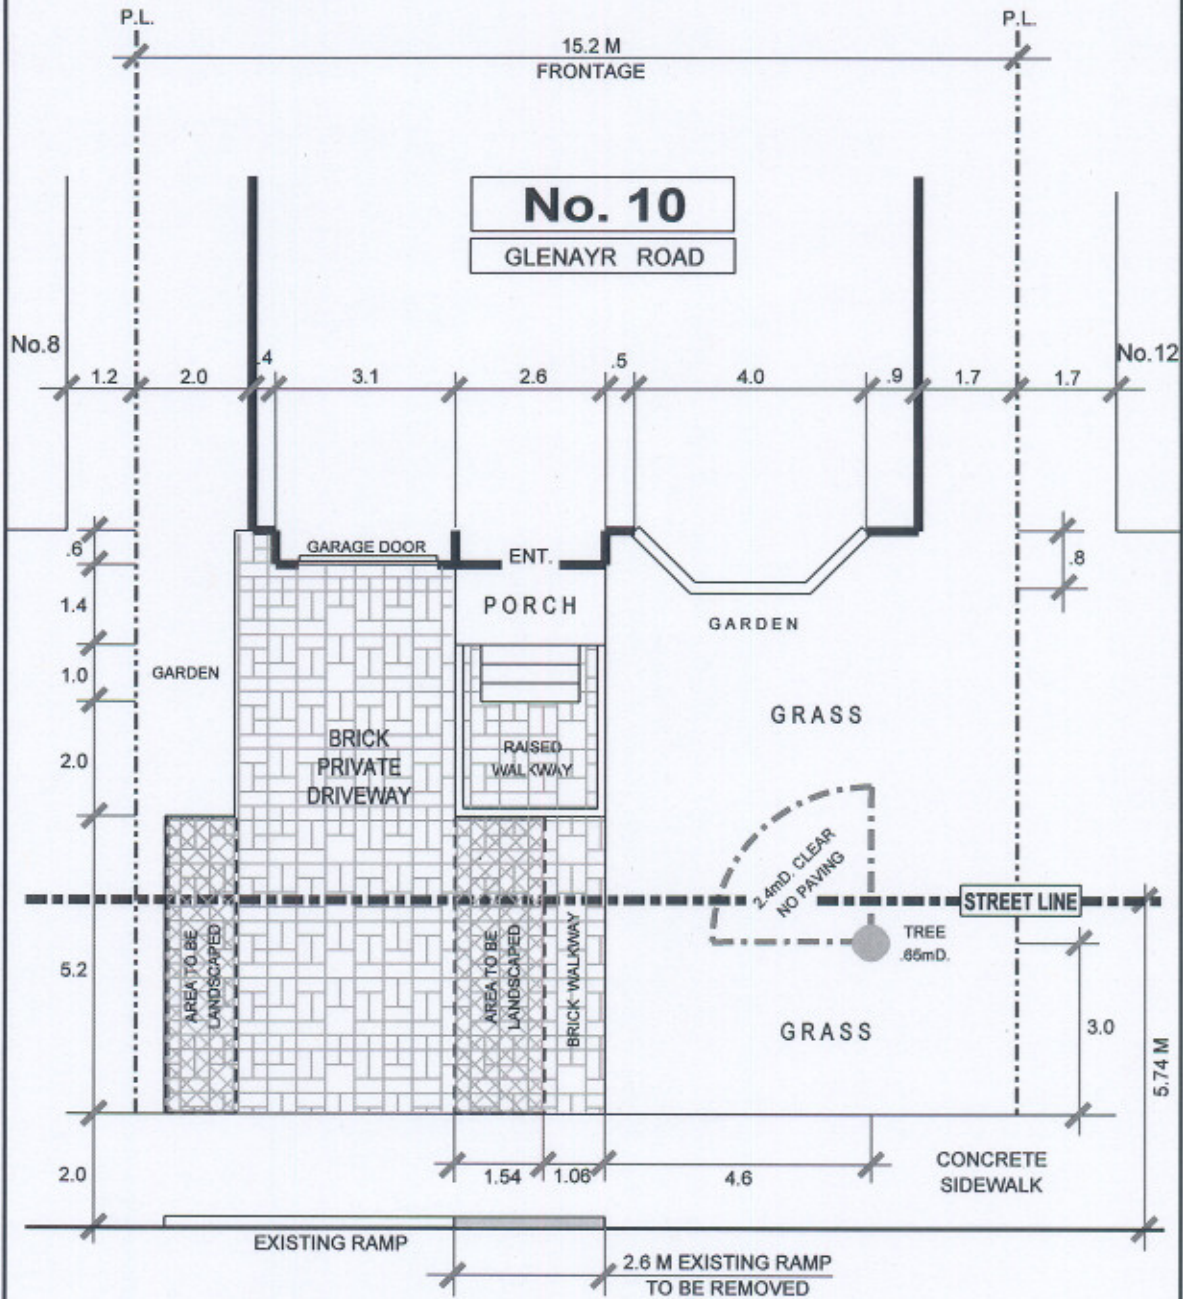 P.L.
P.L.
15.2 M
FRONTAGE
No. 10
GLENAYR ROAD
No.8
No.12
1.2
2.0
.4
3.1
2.6
.5
4.0
.9
1.7
1.7
.6
1.4
1.0
2.0
5.2
2.0
GARAGE DOOR
ENT.
PORCH
.8
GARDEN
GARDEN
GRASS
BRICK
PRIVATE
DRIVEWAY
RAISED
WALKWAY
2.4mD. CLEAR
NO PAVING
STREET LINE
TREE
.65mD.
AREA TO BE
LANDSCAPED
AREA TO BE
LANDSCAPED
BRICK WALKWAY
GRASS
3.0
5.74 M
1.54
1.06
4.6
CONCRETE
SIDEWALK
EXISTING RAMP
2.6 M EXISTING RAMP
TO BE REMOVED